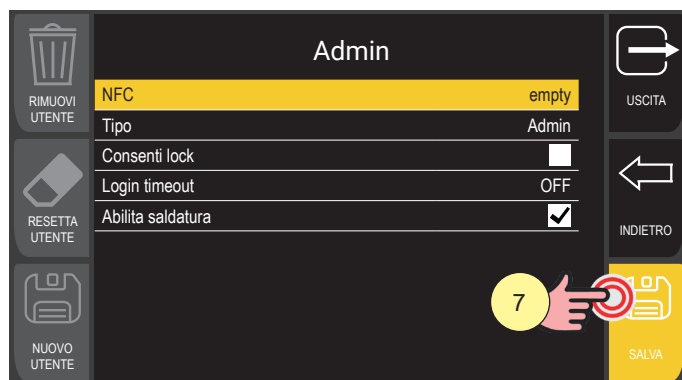 Admin
RIMUOVI
UTENTE
NFC empty
USCITA
Tipo Admin
Consenti lock
Login timeout OFF
RESETTA
UTENTE
Abilita saldatura
INDIETRO
7
NUOVO
UTENTE
SALVA